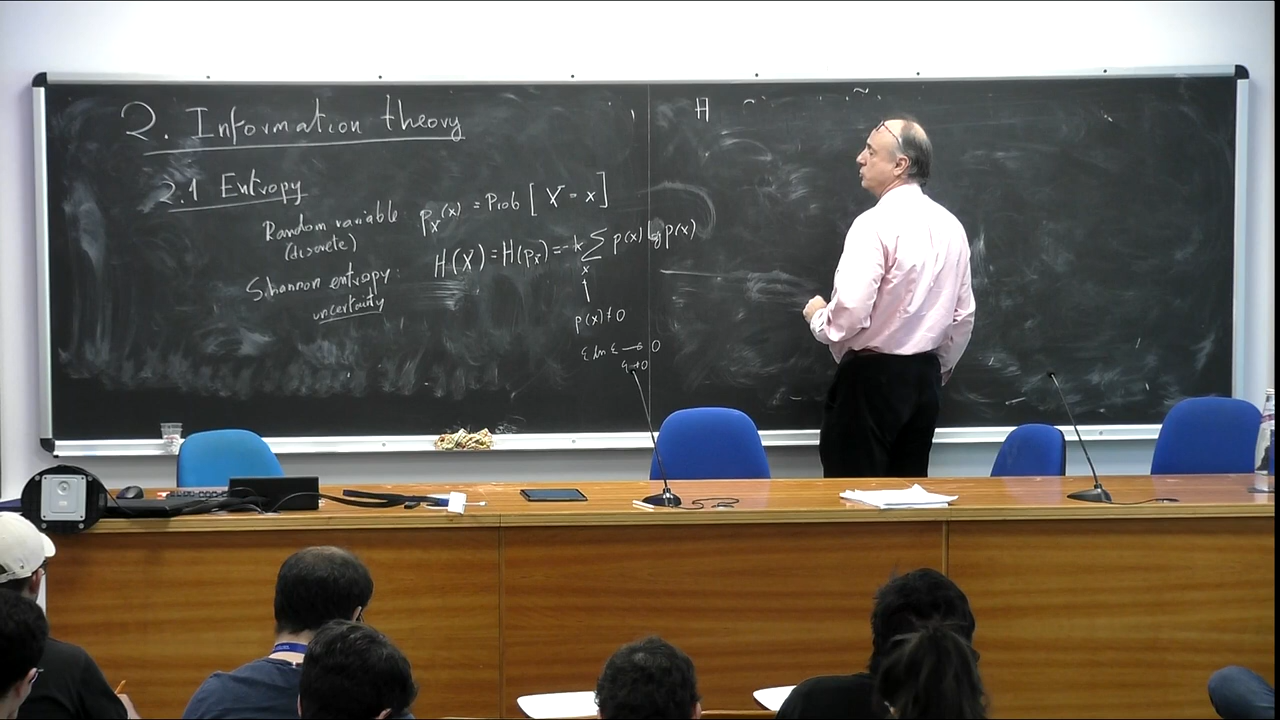 2. Information theory
2.1 Entropy
Random variable: p_X(x) = Prob [ X = x ]
(discrete)
Shannon entropy: H(X) = H(p_X) = -k ∑_x p(x) log p(x)
uncertainty
p(x) ≠ 0
ε ln ε → 0
ε→0
H